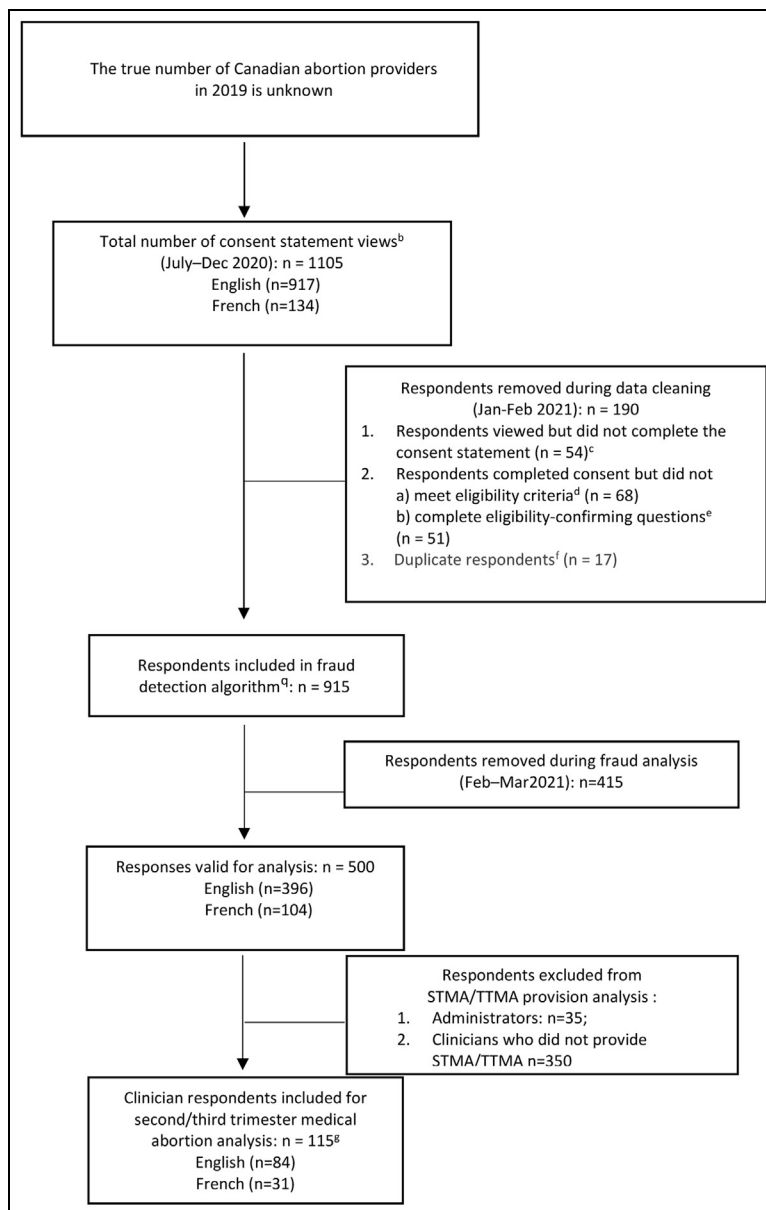 The true number of Canadian abortion providers
in 2019 is unknown
Total number of consent statement viewsᵇ
(July–Dec 2020): n = 1105
English (n=917)
French (n=134)
Respondents removed during data cleaning
(Jan-Feb 2021): n = 190
1. Respondents viewed but did not complete the
consent statement (n = 54)ᶜ
2. Respondents completed consent but did not
a) meet eligibility criteriaᵈ (n = 68)
b) complete eligibility-confirming questionsᵉ
(n = 51)
3. Duplicate respondentsᶠ (n = 17)
Respondents included in fraud
detection algorithm𐞥: n = 915
Respondents removed during fraud analysis
(Feb–Mar2021): n=415
Responses valid for analysis: n = 500
English (n=396)
French (n=104)
Respondents excluded from
STMA/TTMA provision analysis :
1. Administrators: n=35;
2. Clinicians who did not provide
STMA/TTMA n=350
Clinician respondents included for
second/third trimester medical
abortion analysis: n = 115ᵍ
English (n=84)
French (n=31)